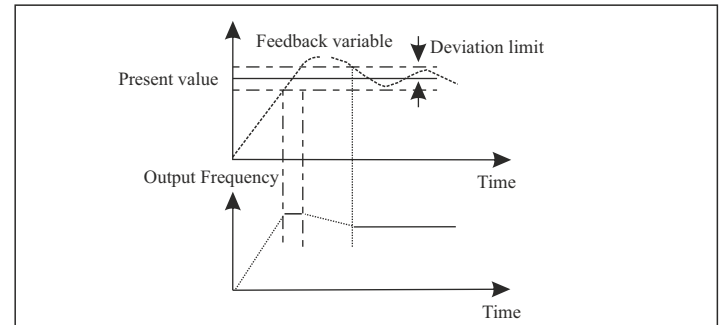 Feedback variable
Deviation limit
Present value
Time
Output Frequency
Time